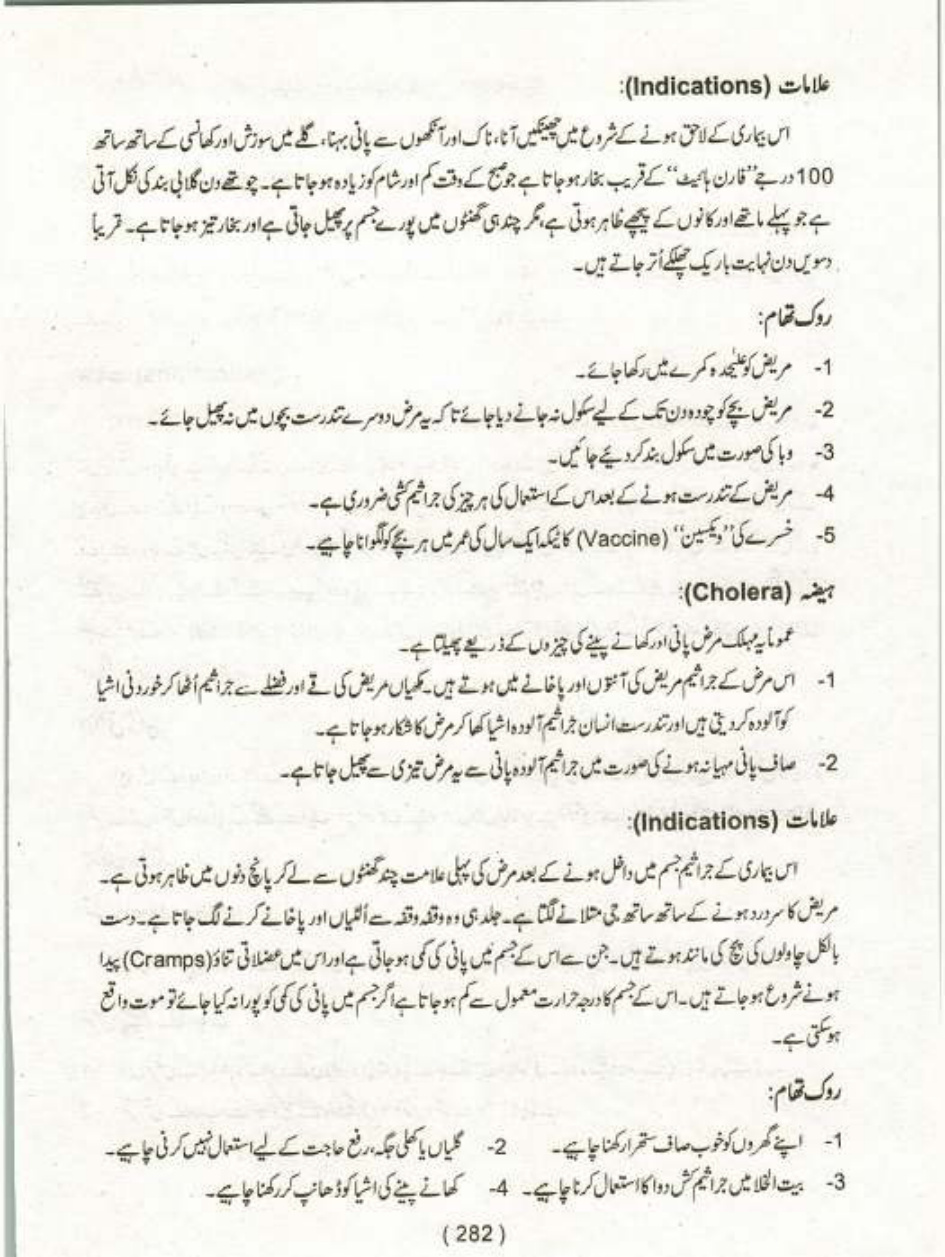 علامات (Indications):
اس بیماری کے لاحق ہونے کے شروع میں چھینکیں آنا، ناک اور آنکھوں سے پانی بہنا، گلے میں سوزش اور کھانسی کے ساتھ ساتھ
100 درجے ”فارن ہائیٹ“ کے قریب بخار ہو جاتا ہے جو صبح کے وقت کم اور شام کو زیادہ ہو جاتا ہے۔ چوتھے دن گلابی بندکی نکل آتی
ہے جو پہلے ماتھے اور کانوں کے پیچھے ظاہر ہوتی ہے، مگر چند ہی گھنٹوں میں پورے جسم پر پھیل جاتی ہے اور بخار تیز ہو جاتا ہے۔ تقریباً
دسویں دن نہایت باریک چھلکے اُتر جاتے ہیں۔
روک تھام:
1- مریض کو علیٰحدہ کمرے میں رکھا جائے۔
2- مریض بچے کو چودہ دن تک کے لیے سکول نہ جانے دیا جائے تاکہ یہ مرض دوسرے تندرست بچوں میں نہ پھیل جائے۔
3- وبا کی صورت میں سکول بند کر دیئے جائیں۔
4- مریض کے تندرست ہونے کے بعد اس کے استعمال کی ہر چیز کی جراثیم کشی ضروری ہے۔
5- خسرے کی ”ویکسین“ (Vaccine) کا ٹیکہ ایک سال کی عمر میں ہر بچے کو لگوانا چاہیے۔
ہیضہ (Cholera):
عموماً یہ مہلک مرض پانی اور کھانے پینے کی چیزوں کے ذریعے پھیلتا ہے۔
1- اس مرض کے جراثیم مریض کی آنتوں اور پاخانے میں ہوتے ہیں۔ مکھیاں مریض کی قے اور فضلے سے جراثیم اُٹھا کر خوردنی اشیا
کو آلودہ کر دیتی ہیں اور تندرست انسان جراثیم آلودہ اشیا کھا کر مرض کا شکار ہو جاتا ہے۔
2- صاف پانی مہیا نہ ہونے کی صورت میں جراثیم آلودہ پانی سے یہ مرض تیزی سے پھیل جاتا ہے۔
علامات (Indications):
اس بیماری کے جراثیم جسم میں داخل ہونے کے بعد مرض کی پہلی علامت چند گھنٹوں سے لے کر پانچ دنوں میں ظاہر ہوتی ہے۔
مریض کا سر درد ہونے کے ساتھ ساتھ جی متلانے لگتا ہے۔ جلد ہی وہ وقفہ وقفہ سے اُلٹیاں اور پاخانے کرنے لگ جاتا ہے۔ دست
بالکل چاولوں کی پیچ کی مانند ہوتے ہیں۔ جن سے اس کے جسم میں پانی کی کمی ہو جاتی ہے اور اس میں عضلاتی تناؤ (Cramps) پیدا
ہونے شروع ہو جاتے ہیں۔ اس کے جسم کا درجہ حرارت معمول سے کم ہو جاتا ہے اگر جسم میں پانی کی کمی کو پورا نہ کیا جائے تو موت واقع
ہو سکتی ہے۔
روک تھام:
1- اپنے گھروں کو خوب صاف ستھرا رکھنا چاہیے۔ 2- گلیاں یا کھلی جگہ، رفع حاجت کے لیے استعمال نہیں کرنی چاہیے۔
3- بیت الخلا میں جراثیم کش دوا کا استعمال کرنا چاہیے۔ 4- کھانے پینے کی اشیا کو ڈھانپ کر رکھنا چاہیے۔
(282)